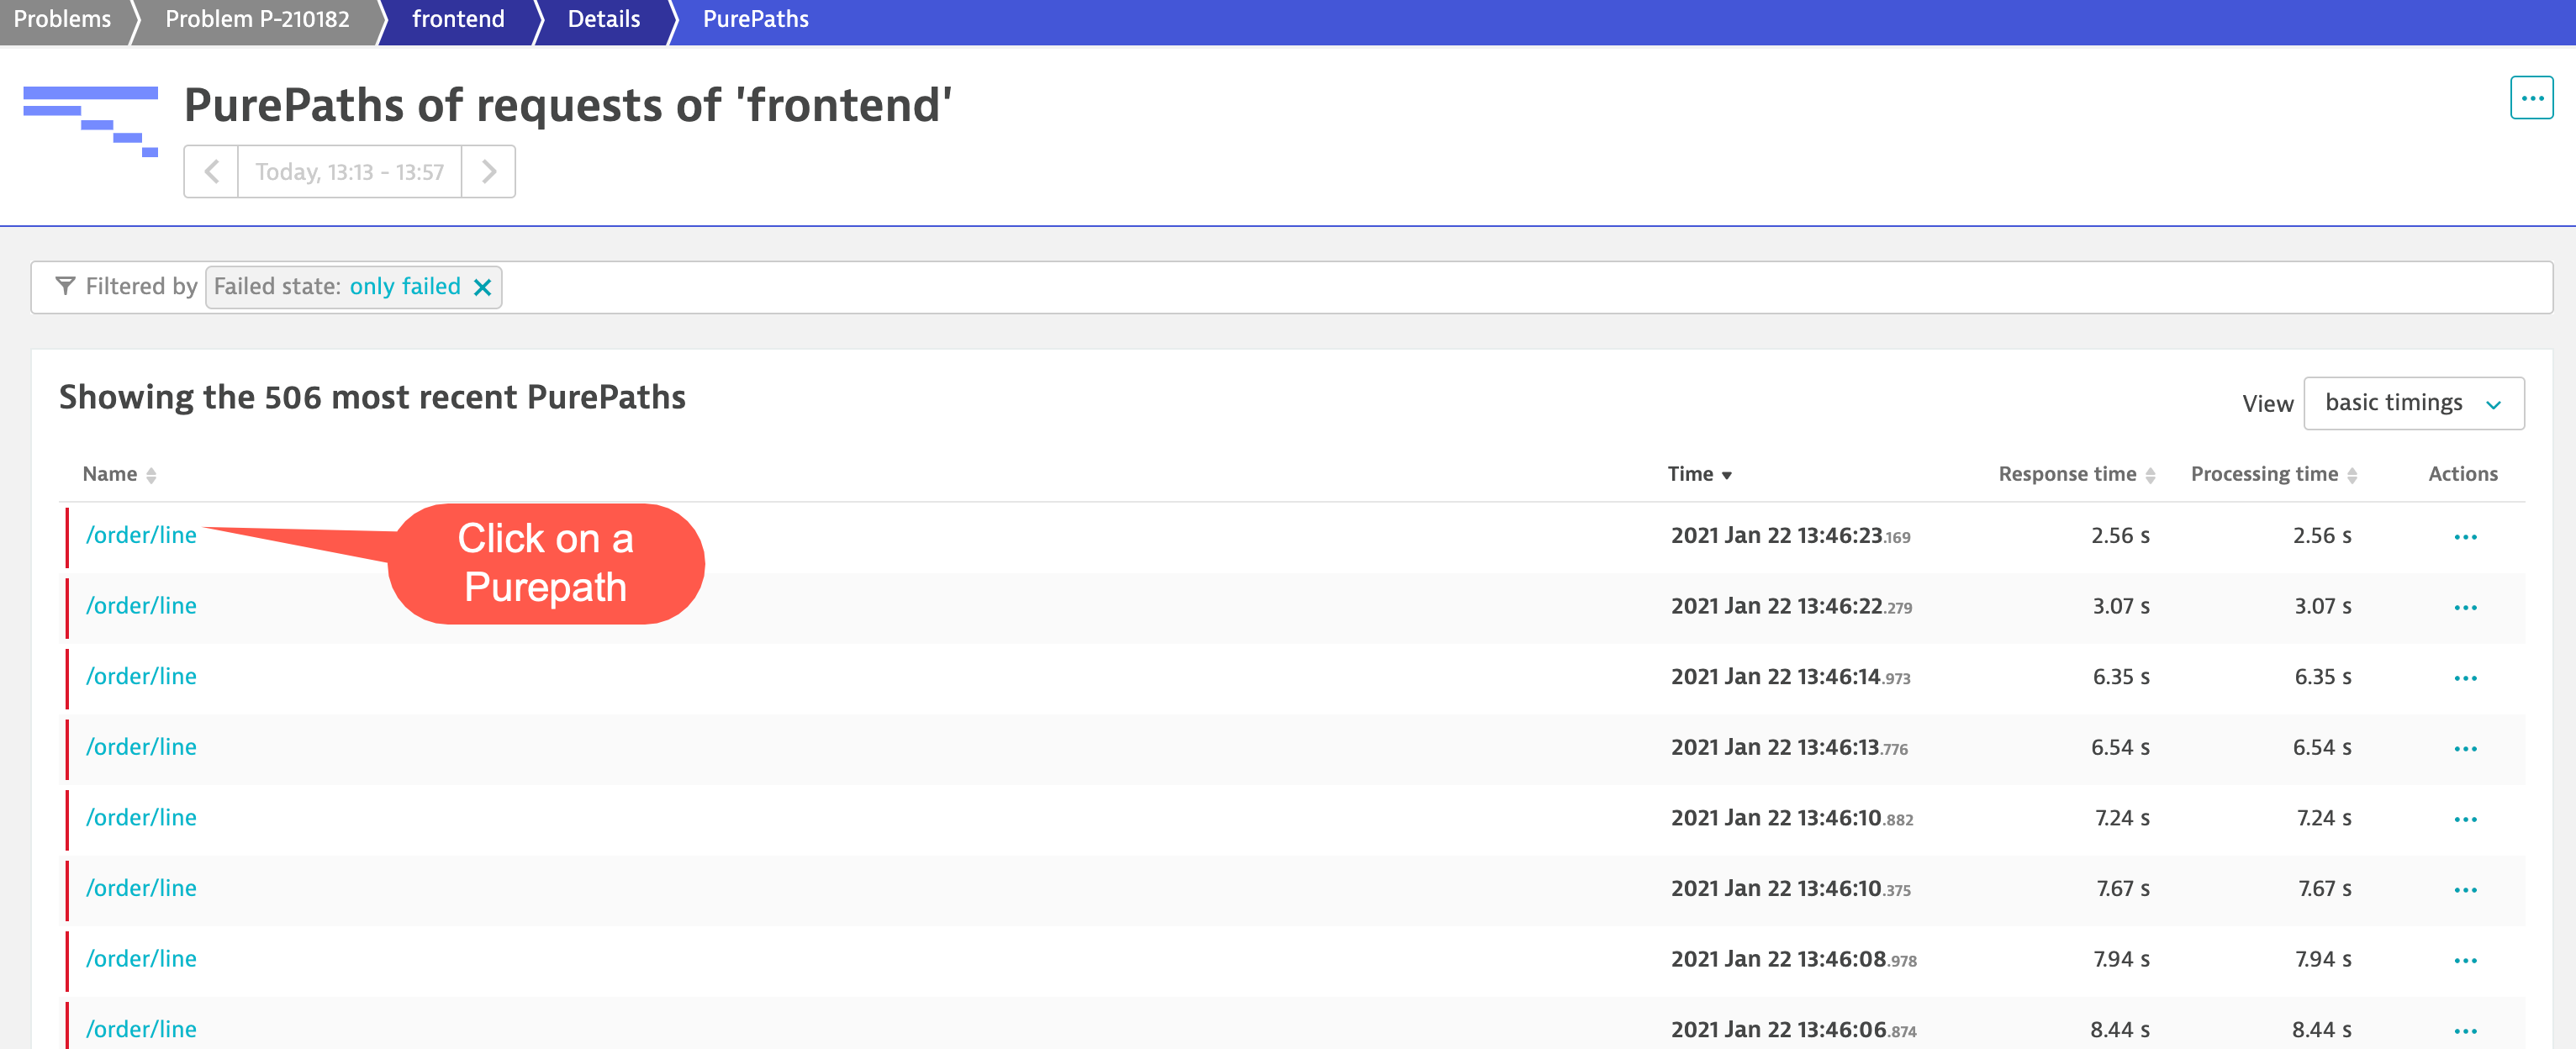 Problems Problem P-210182 frontend Details PurePaths
PurePaths of requests of 'frontend'
Today, 13:13 - 13:57
Filtered by Failed state: only failed
Showing the 506 most recent PurePaths
View basic timings
Name Time Response time Processing time Actions
/order/line 2021 Jan 22 13:46:23.169 2.56 s 2.56 s
Click on a
Purepath
/order/line 2021 Jan 22 13:46:22.279 3.07 s 3.07 s
/order/line 2021 Jan 22 13:46:14.973 6.35 s 6.35 s
/order/line 2021 Jan 22 13:46:13.776 6.54 s 6.54 s
/order/line 2021 Jan 22 13:46:10.882 7.24 s 7.24 s
/order/line 2021 Jan 22 13:46:10.375 7.67 s 7.67 s
/order/line 2021 Jan 22 13:46:08.978 7.94 s 7.94 s
/order/line 2021 Jan 22 13:46:06.874 8.44 s 8.44 s